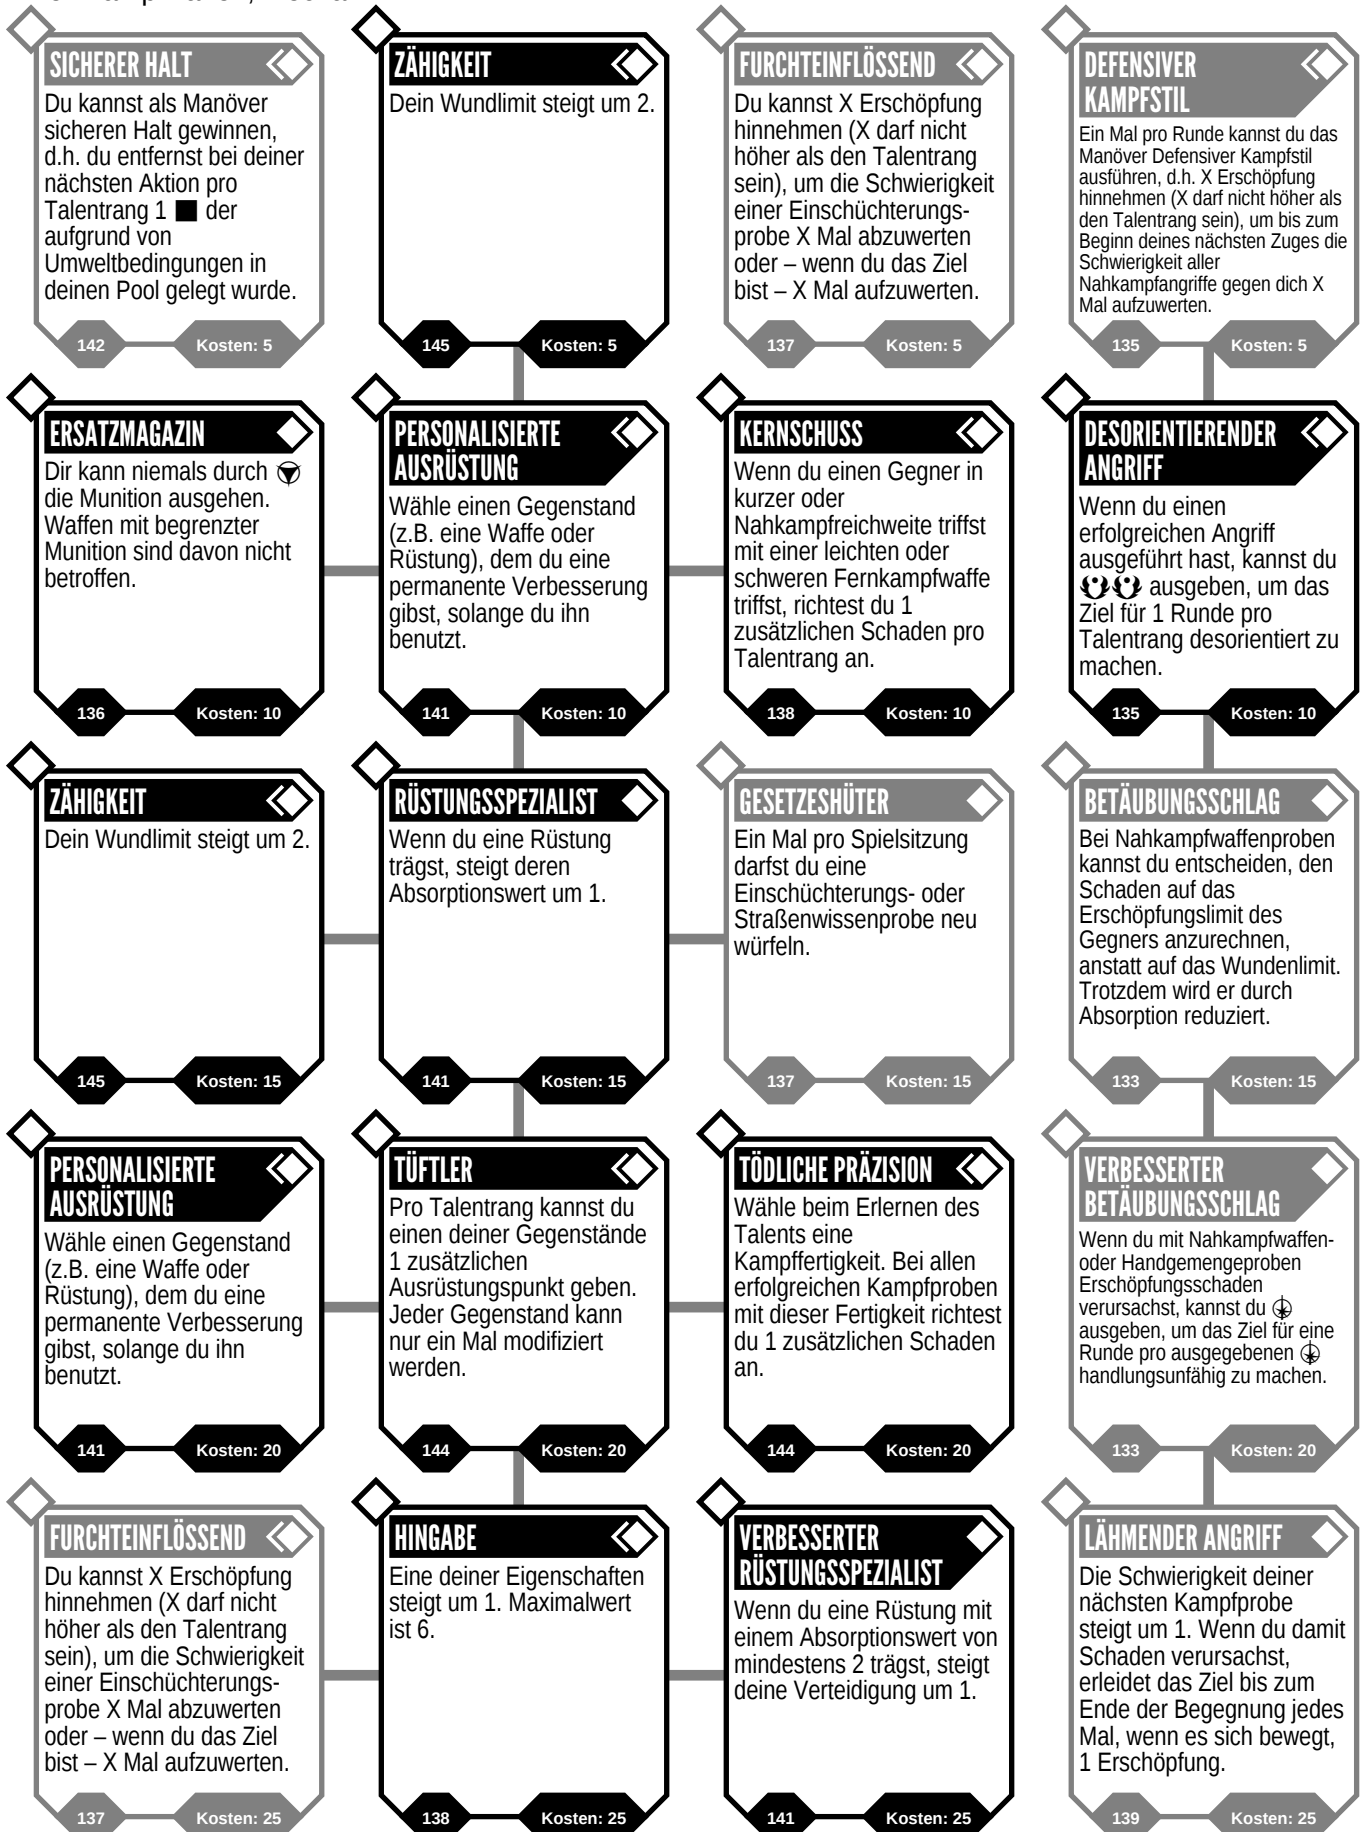 SICHERER HALT
Du kannst als Manöver
sicheren Halt gewinnen,
d.h. du entfernst bei deiner
nächsten Aktion pro
Talentrang 1 ■ der
aufgrund von
Umweltbedingungen in
deinen Pool gelegt wurde.
142
Kosten: 5
ZÄHIGKEIT
Dein Wundlimit steigt um 2.
145
Kosten: 5
FURCHTEINFLÖSSEND
Du kannst X Erschöpfung
hinnehmen (X darf nicht
höher als den Talentrang
sein), um die Schwierigkeit
einer Einschüchterungs-
probe X Mal abzuwerten
oder – wenn du das Ziel
bist – X Mal aufzuwerten.
137
Kosten: 5
DEFENSIVER
KAMPFSTIL
Ein Mal pro Runde kannst du das
Manöver Defensiver Kampfstil
ausführen, d.h. X Erschöpfung
hinnehmen (X darf nicht höher als
den Talentrang sein), um bis zum
Beginn deines nächsten Zuges die
Schwierigkeit aller
Nahkampfangriffe gegen dich X
Mal aufzuwerten.
135
Kosten: 5
ERSATZMAGAZIN
Dir kann niemals durch
die Munition ausgehen.
Waffen mit begrenzter
Munition sind davon nicht
betroffen.
136
Kosten: 10
PERSONALISIERTE
AUSRÜSTUNG
Wähle einen Gegenstand
(z.B. eine Waffe oder
Rüstung), dem du eine
permanente Verbesserung
gibst, solange du ihn
benutzt.
141
Kosten: 10
KERNSCHUSS
Wenn du einen Gegner in
kurzer oder
Nahkampfreichweite triffst
mit einer leichten oder
schweren Fernkampfwaffe
triffst, richtest du 1
zusätzlichen Schaden pro
Talentrang an.
138
Kosten: 10
DESORIENTIERENDER
ANGRIFF
Wenn du einen
erfolgreichen Angriff
ausgeführt hast, kannst du
ausgeben, um das
Ziel für 1 Runde pro
Talentrang desorientiert zu
machen.
135
Kosten: 10
ZÄHIGKEIT
Dein Wundlimit steigt um 2.
145
Kosten: 15
RÜSTUNGSSPEZIALIST
Wenn du eine Rüstung
trägst, steigt deren
Absorptionswert um 1.
141
Kosten: 15
GESETZESHÜTER
Ein Mal pro Spielsitzung
darfst du eine
Einschüchterungs- oder
Straßenwissenprobe neu
würfeln.
137
Kosten: 15
BETÄUBUNGSSCHLAG
Bei Nahkampfwaffenproben
kannst du entscheiden, den
Schaden auf das
Erschöpfungslimit des
Gegners anzurechnen,
anstatt auf das Wundenlimit.
Trotzdem wird er durch
Absorption reduziert.
133
Kosten: 15
PERSONALISIERTE
AUSRÜSTUNG
Wähle einen Gegenstand
(z.B. eine Waffe oder
Rüstung), dem du eine
permanente Verbesserung
gibst, solange du ihn
benutzt.
141
Kosten: 20
TÜFTLER
Pro Talentrang kannst du
einen deiner Gegenstände
1 zusätzlichen
Ausrüstungspunkt geben.
Jeder Gegenstand kann
nur ein Mal modifiziert
werden.
144
Kosten: 20
TÖDLICHE PRÄZISION
Wähle beim Erlernen des
Talents eine
Kampffertigkeit. Bei allen
erfolgreichen Kampfproben
mit dieser Fertigkeit richtest
du 1 zusätzlichen Schaden
an.
144
Kosten: 20
VERBESSERTER
BETÄUBUNGSSCHLAG
Wenn du mit Nahkampfwaffen-
oder Handgemengeproben
Erschöpfungsschaden
verursachst, kannst du
ausgeben, um das Ziel für eine
Runde pro ausgegebenen
handlungsunfähig zu machen.
133
Kosten: 20
FURCHTEINFLÖSSEND
Du kannst X Erschöpfung
hinnehmen (X darf nicht
höher als den Talentrang
sein), um die Schwierigkeit
einer Einschüchterungs-
probe X Mal abzuwerten
oder – wenn du das Ziel
bist – X Mal aufzuwerten.
137
Kosten: 25
HINGABE
Eine deiner Eigenschaften
steigt um 1. Maximalwert
ist 6.
138
Kosten: 25
VERBESSERTER
RÜSTUNGSSPEZIALIST
Wenn du eine Rüstung mit
einem Absorptionswert von
mindestens 2 trägst, steigt
deine Verteidigung um 1.
141
Kosten: 25
LÄHMENDER ANGRIFF
Die Schwierigkeit deiner
nächsten Kampfprobe
steigt um 1. Wenn du damit
Schaden verursachst,
erleidet das Ziel bis zum
Ende der Begegnung jedes
Mal, wenn es sich bewegt,
1 Erschöpfung.
139
Kosten: 25